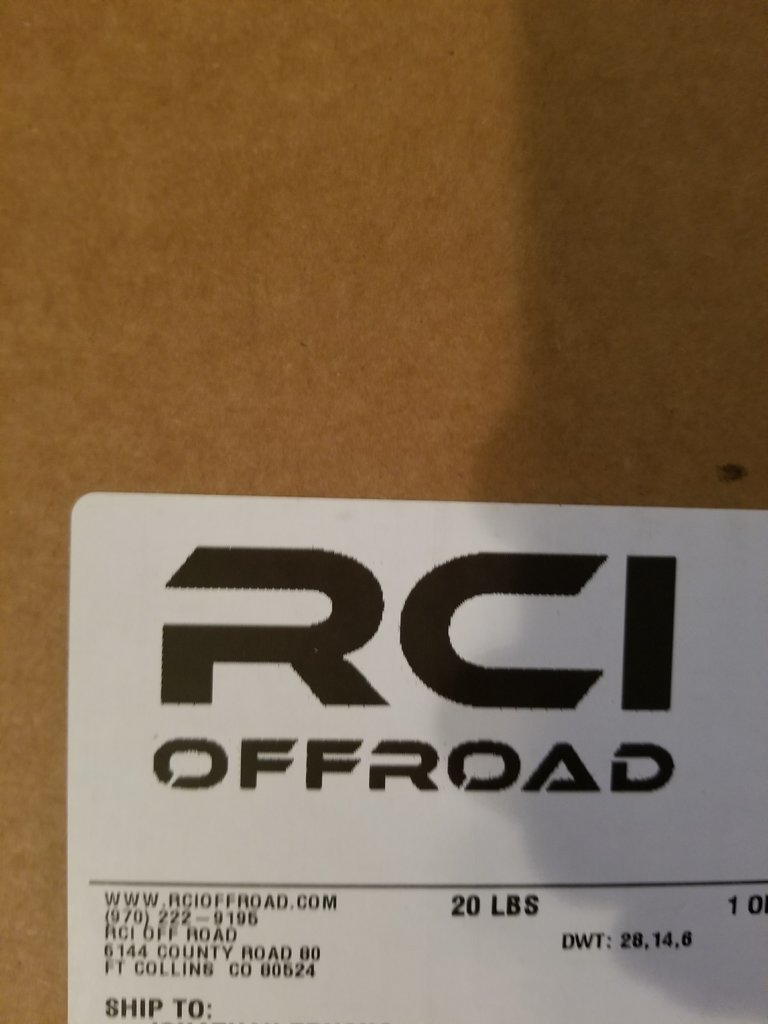 RCI
OFFROAD
WWW.RCIOFFROAD.COM
(970) 222-9195
RCI OFF ROAD
6144 COUNTY ROAD 80
FT COLLINS CO 80524
20 LBS
1
DWT: 28,14,6
SHIP TO: